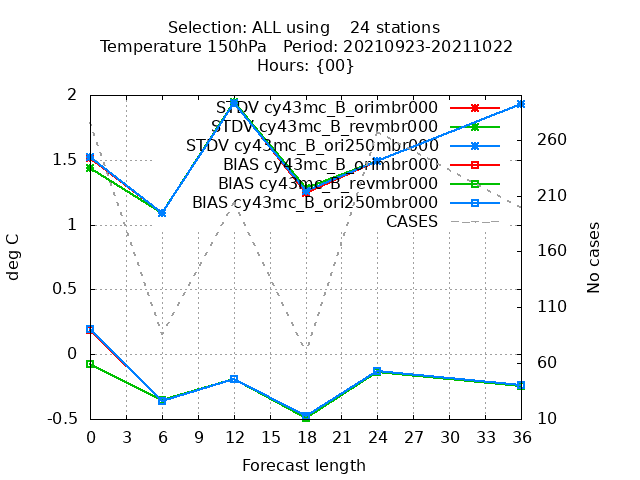 Selection: ALL using    24 stations
Temperature 150hPa   Period: 20210923-20211022
Hours: {00}
STDV cy43mc_B_orimbr000
STDV cy43mc_B_revmbr000
STDV cy43mc_B_ori250mbr000
BIAS cy43mc_B_orimbr000
BIAS cy43mc_B_revmbr000
BIAS cy43mc_B_ori250mbr000
CASES
2
1.5
1
0.5
0
-0.5
deg C
260
210
160
110
60
10
No cases
0 3 6 9 12 15 18 21 24 27 30 33 36
Forecast length